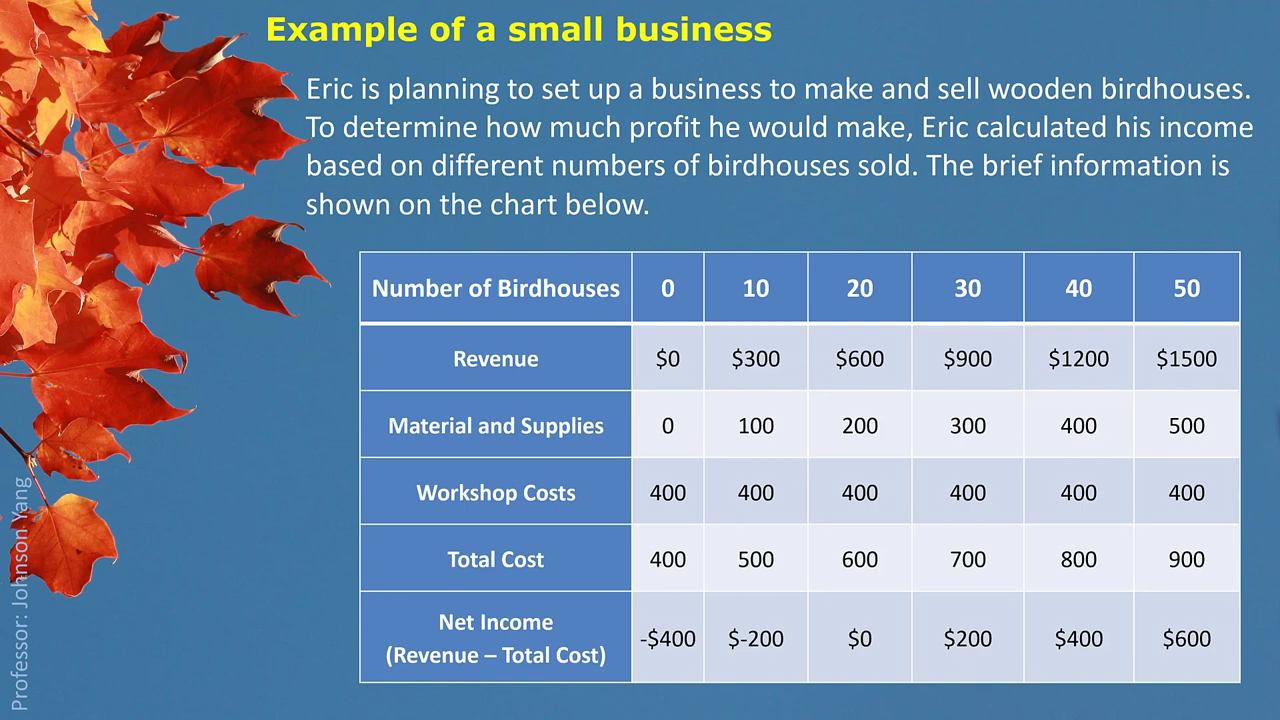 Example of a small business
Eric is planning to set up a business to make and sell wooden birdhouses.
To determine how much profit he would make, Eric calculated his income
based on different numbers of birdhouses sold. The brief information is
shown on the chart below.
Number of Birdhouses 0 10 20 30 40 50
Revenue $0 $300 $600 $900 $1200 $1500
Material and Supplies 0 100 200 300 400 500
Workshop Costs 400 400 400 400 400 400
Total Cost 400 500 600 700 800 900
Net Income
(Revenue – Total Cost) -$400 $-200 $0 $200 $400 $600
Professor: Johnson Yang